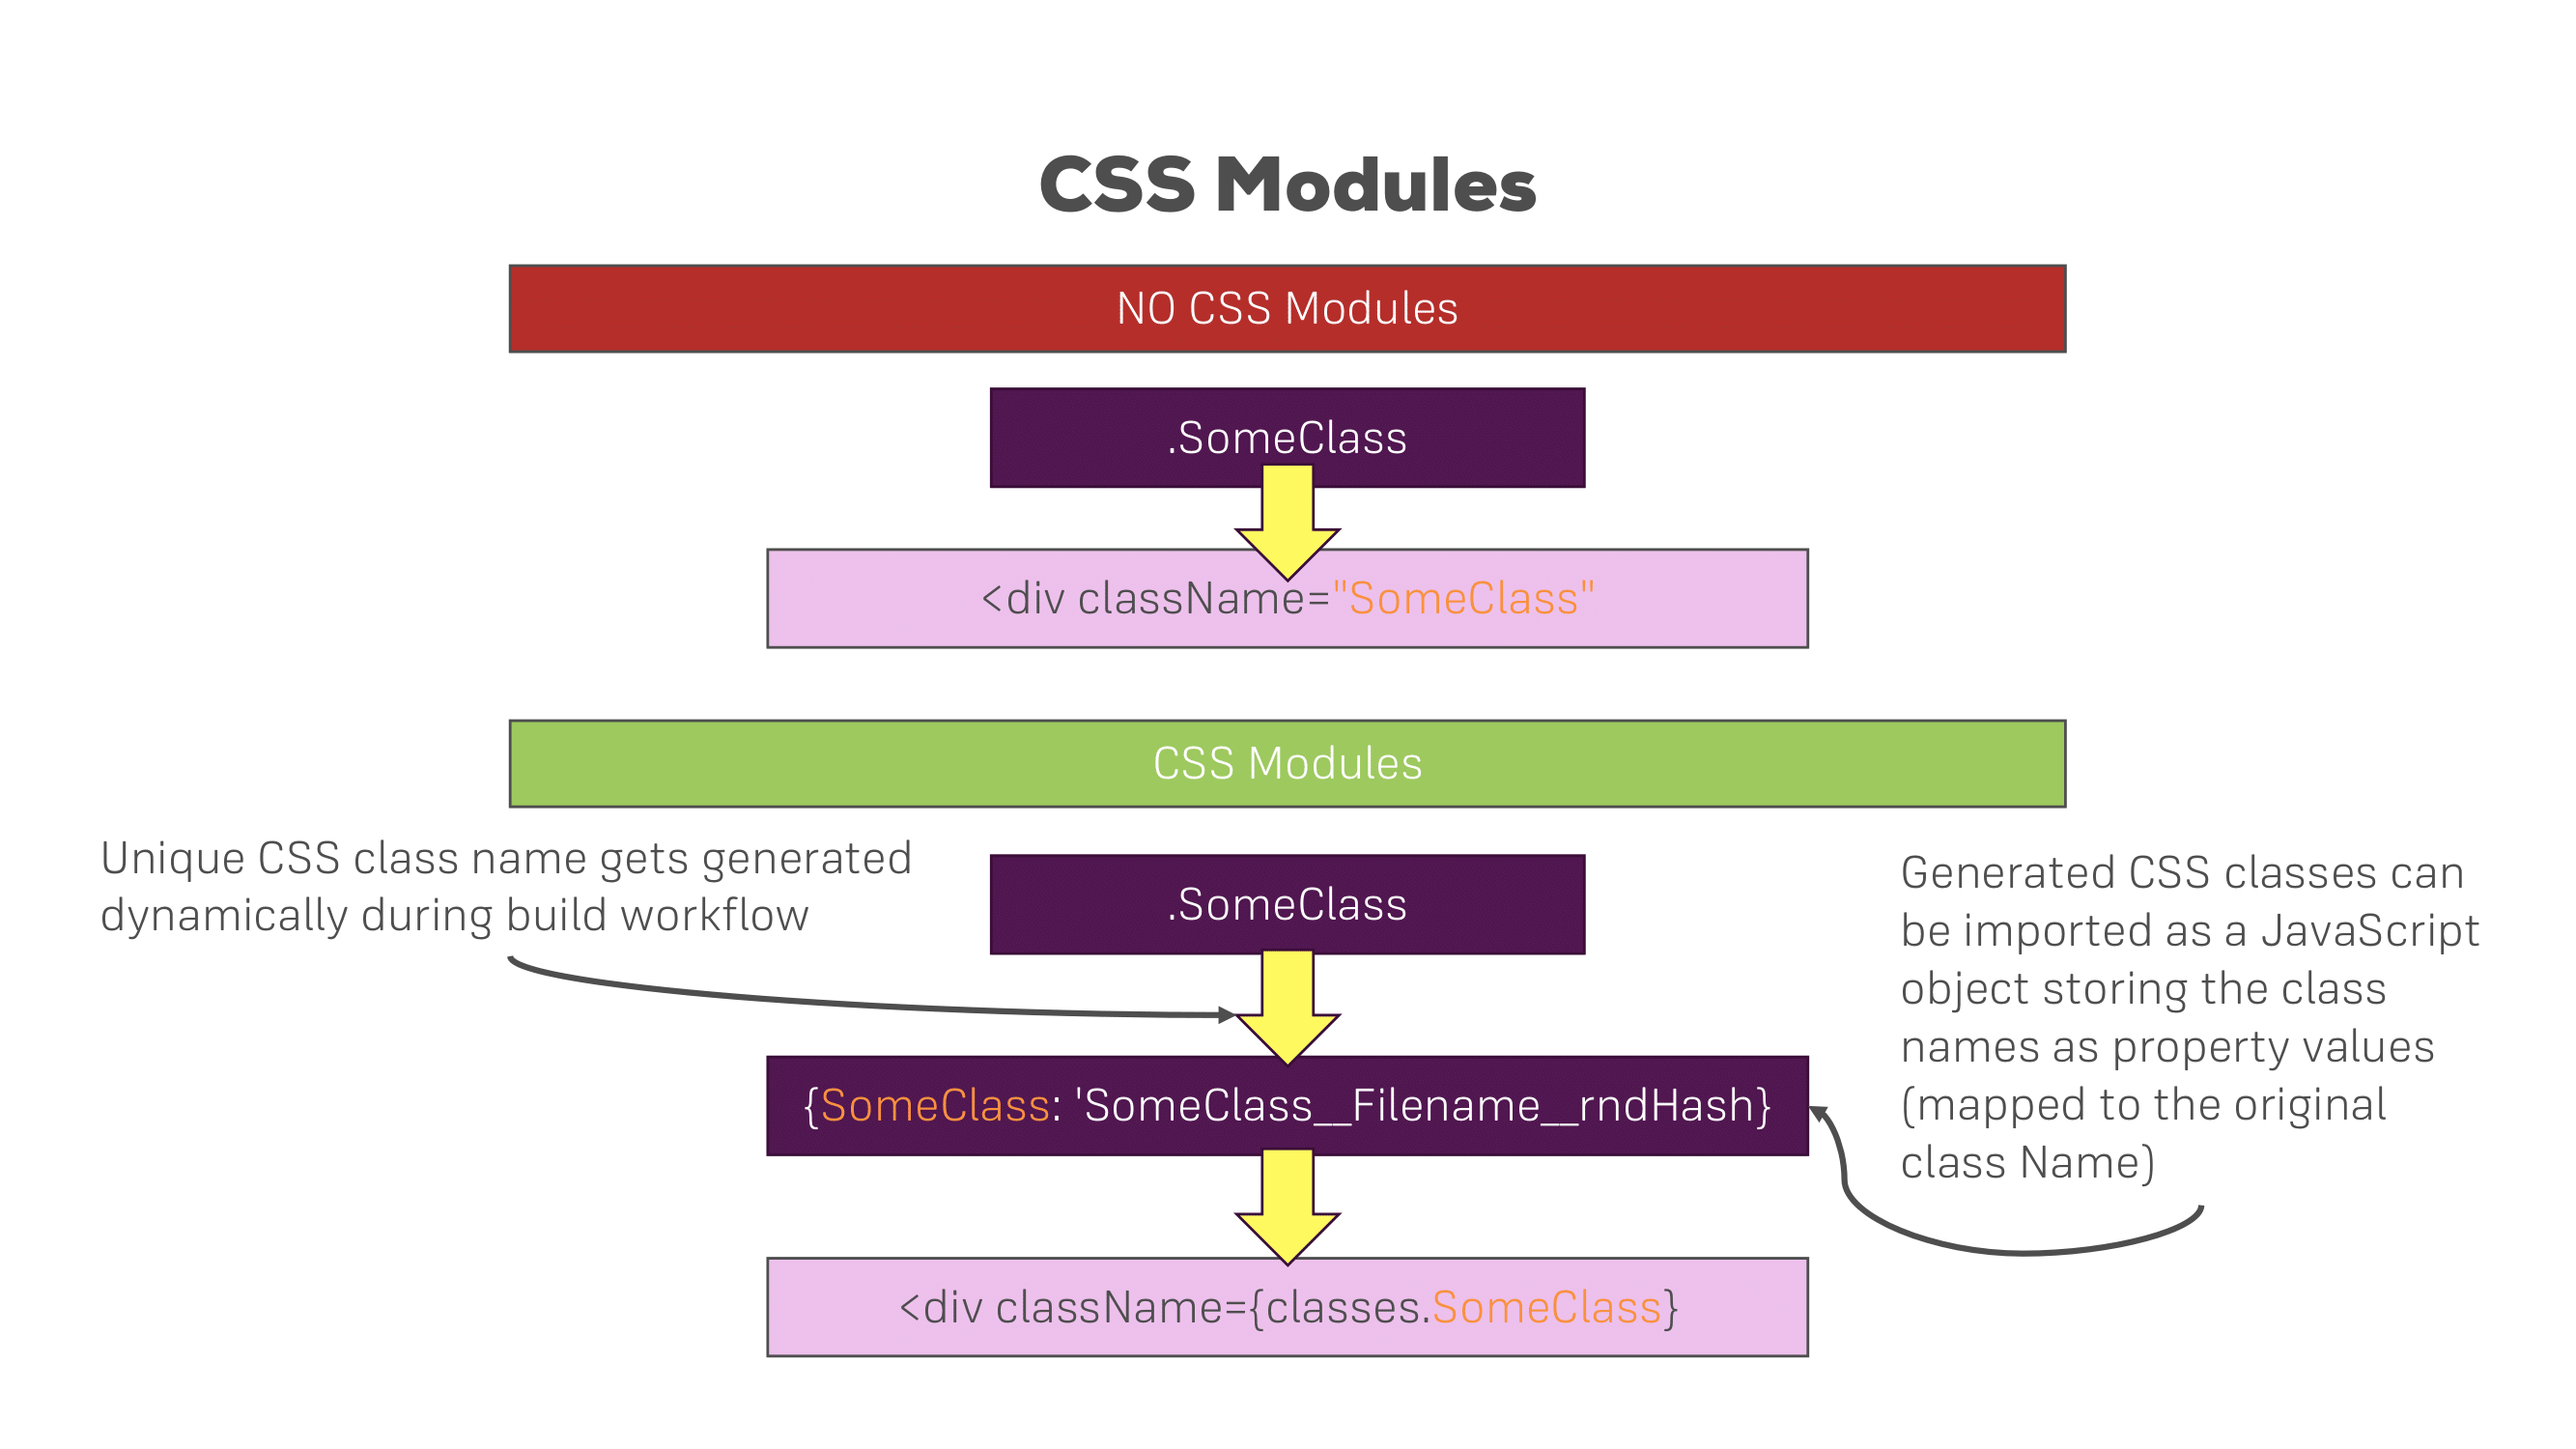 CSS Modules
NO CSS Modules
.SomeClass
<div className="SomeClass"
CSS Modules
Unique CSS class name gets generated
dynamically during build workflow
.SomeClass
Generated CSS classes can
be imported as a JavaScript
object storing the class
names as property values
(mapped to the original
class Name)
{SomeClass: 'SomeClass__Filename__rndHash}
<div className={classes.SomeClass}